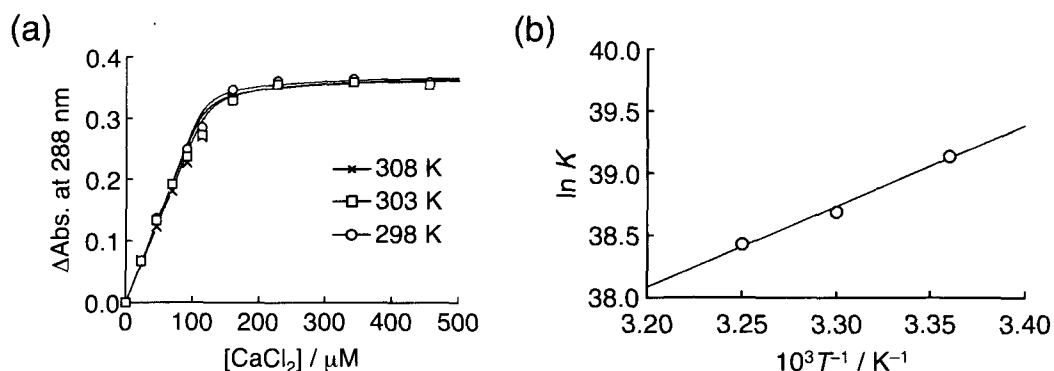 (a)
ΔAbs. at 288 nm
0.4
0.3
0.2
0.1
0.0
308 K
303 K
298 K
0 100 200 300 400 500
[CaCl₂] / μM
(b)
ln K
40.0
39.5
39.0
38.5
38.0
3.20 3.25 3.30 3.35 3.40
10³T⁻¹ / K⁻¹